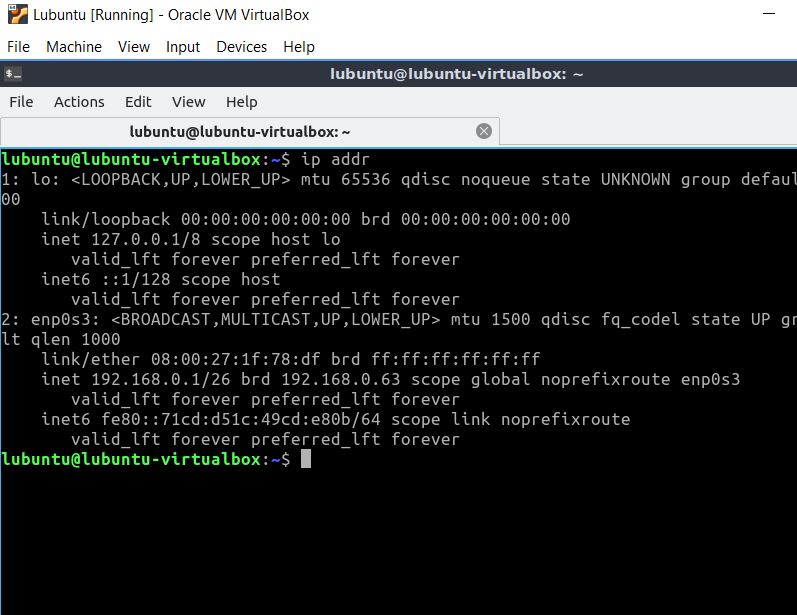 Lubuntu [Running] - Oracle VM VirtualBox
File Machine View Input Devices Help
$_ lubuntu@lubuntu-virtualbox: ~
File Actions Edit View Help
lubuntu@lubuntu-virtualbox: ~
lubuntu@lubuntu-virtualbox:~$ ip addr
1: lo: <LOOPBACK,UP,LOWER_UP> mtu 65536 qdisc noqueue state UNKNOWN group defaul
00
link/loopback 00:00:00:00:00:00 brd 00:00:00:00:00:00
inet 127.0.0.1/8 scope host lo
valid_lft forever preferred_lft forever
inet6 ::1/128 scope host
valid_lft forever preferred_lft forever
2: enp0s3: <BROADCAST,MULTICAST,UP,LOWER_UP> mtu 1500 qdisc fq_codel state UP gr
lt qlen 1000
link/ether 08:00:27:1f:78:df brd ff:ff:ff:ff:ff:ff
inet 192.168.0.1/26 brd 192.168.0.63 scope global noprefixroute enp0s3
valid_lft forever preferred_lft forever
inet6 fe80::71cd:d51c:49cd:e80b/64 scope link noprefixroute
valid_lft forever preferred_lft forever
lubuntu@lubuntu-virtualbox:~$